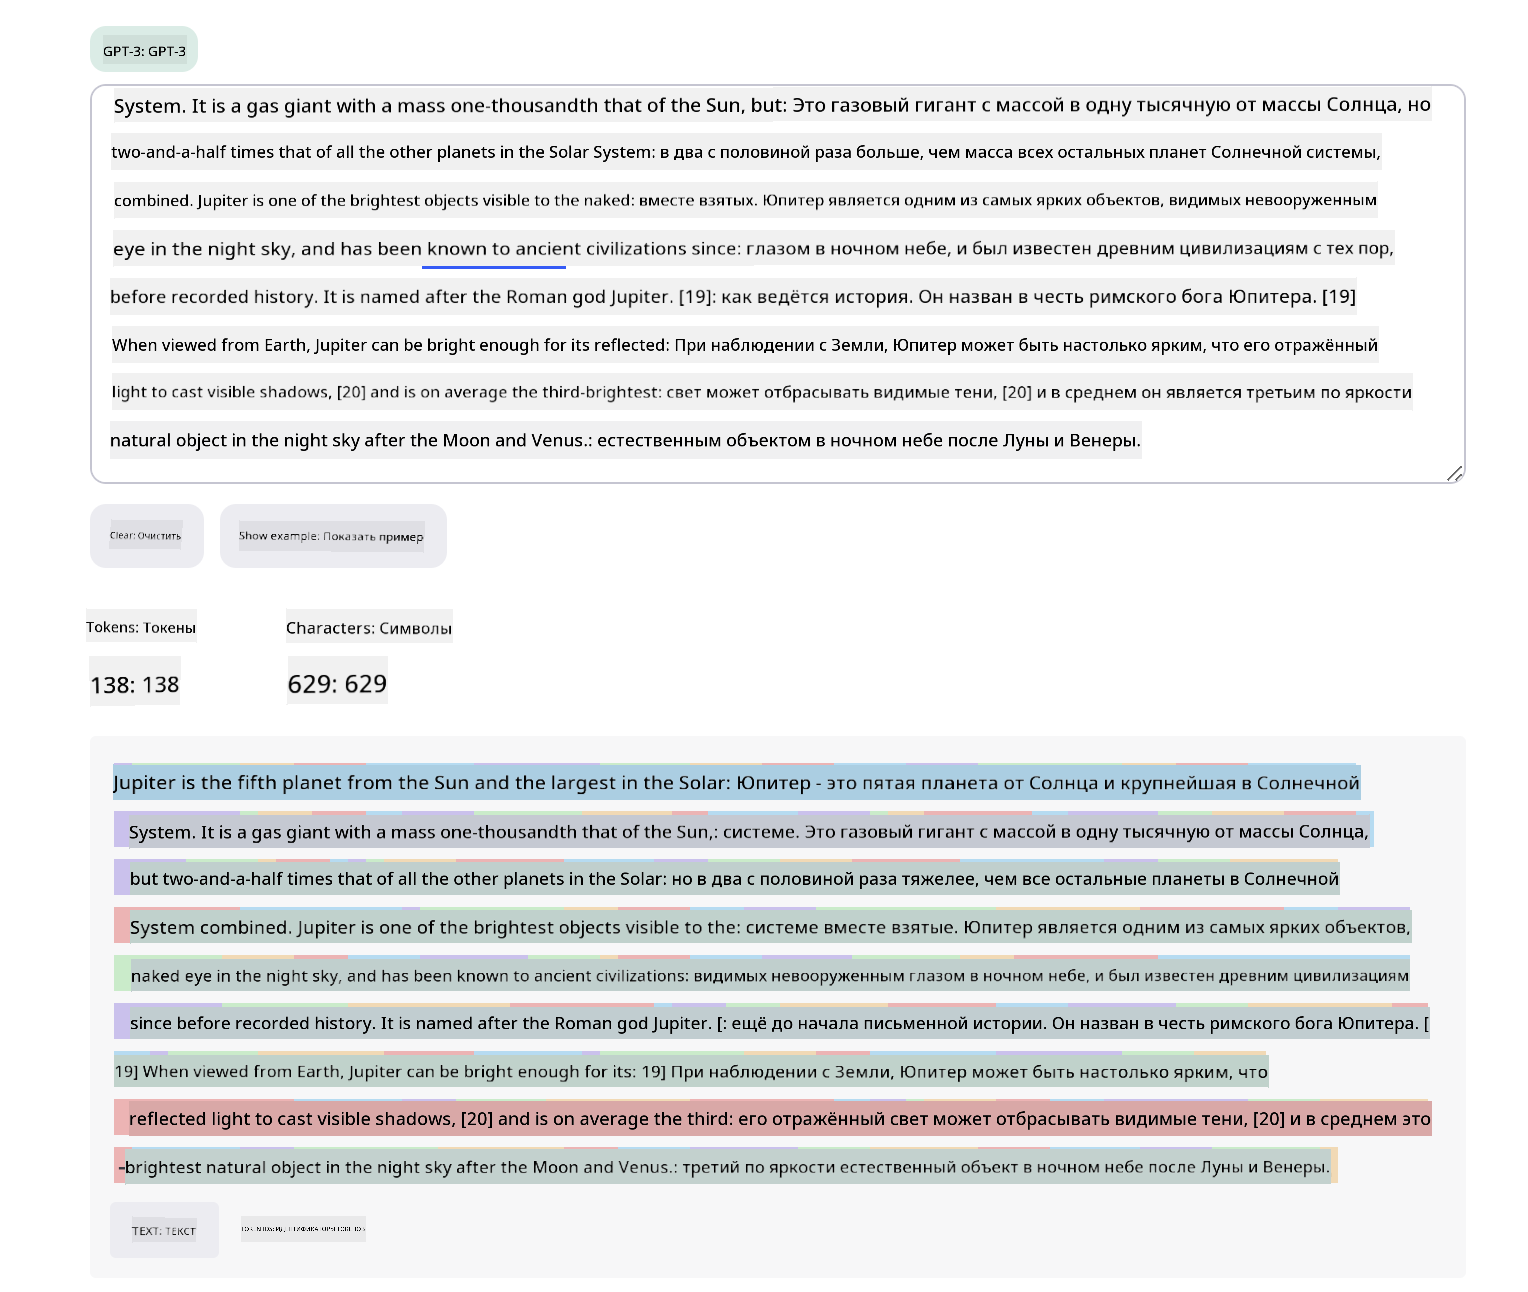 GPT-3: GPT-3
System. It is a gas giant with a mass one-thousandth that of the Sun, but: Это газовый гигант с массой в одну тысячную от массы Солнца, но
two-and-a-half times that of all the other planets in the Solar System: в два с половиной раза больше, чем масса всех остальных планет Солнечной системы,
combined. Jupiter is one of the brightest objects visible to the naked: вместе взятых. Юпитер является одним из самых ярких объектов, видимых невооруженным
eye in the night sky, and has been known to ancient civilizations since: глазом в ночном небе, и был известен древним цивилизациям с тех пор,
before recorded history. It is named after the Roman god Jupiter. [19]: как ведётся история. Он назван в честь римского бога Юпитера. [19]
When viewed from Earth, Jupiter can be bright enough for its reflected: При наблюдении с Земли, Юпитер может быть настолько ярким, что его отражённый
light to cast visible shadows, [20] and is on average the third-brightest: свет может отбрасывать видимые тени, [20] и в среднем он является третьим по яркости
natural object in the night sky after the Moon and Venus.: естественным объектом в ночном небе после Луны и Венеры.
Clear: Очистить
Show example: Показать пример
Tokens: Токены
Characters: Символы
138: 138
629: 629
Jupiter is the fifth planet from the Sun and the largest in the Solar: Юпитер - это пятая планета от Солнца и крупнейшая в Солнечной
System. It is a gas giant with a mass one-thousandth that of the Sun,: системе. Это газовый гигант с массой в одну тысячную от массы Солнца,
but two-and-a-half times that of all the other planets in the Solar: но в два с половиной раза тяжелее, чем все остальные планеты в Солнечной
System combined. Jupiter is one of the brightest objects visible to the: системе вместе взятые. Юпитер является одним из самых ярких объектов,
naked eye in the night sky, and has been known to ancient civilizations: видимых невооруженным глазом в ночном небе, и был известен древним цивилизациям
since before recorded history. It is named after the Roman god Jupiter. [: ещё до начала письменной истории. Он назван в честь римского бога Юпитера. [
19] When viewed from Earth, Jupiter can be bright enough for its: 19] При наблюдении с Земли, Юпитер может быть настолько ярким, что
reflected light to cast visible shadows, [20] and is on average the third: его отражённый свет может отбрасывать видимые тени, [20] и в среднем это
-brightest natural object in the night sky after the Moon and Venus.: третий по яркости естественный объект в ночном небе после Луны и Венеры.
TEXT: ТЕКСТ